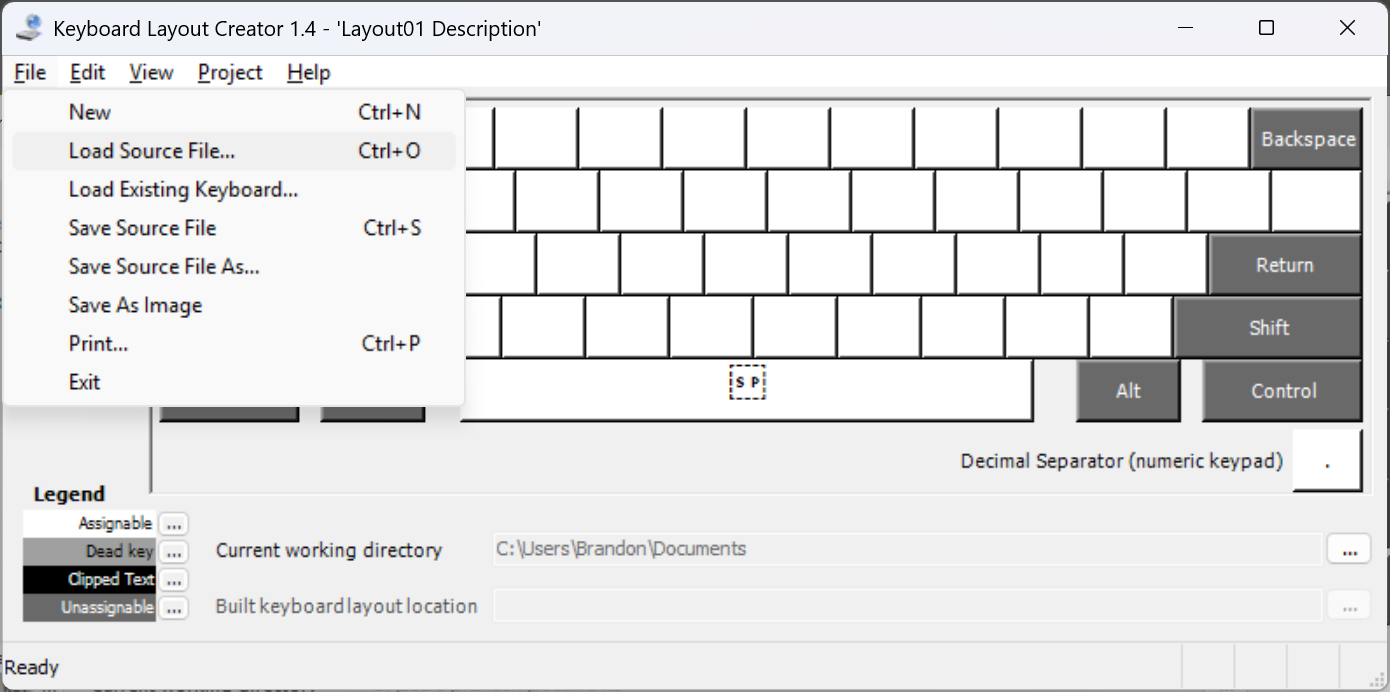 Keyboard Layout Creator 1.4 - 'Layout01 Description'
File Edit View Project Help
New Ctrl+N
Load Source File... Ctrl+O
Load Existing Keyboard...
Save Source File Ctrl+S
Save Source File As...
Save As Image
Print... Ctrl+P
Exit
Backspace
Return
Shift
SP
Alt
Control
Decimal Separator (numeric keypad) .
Legend
Assignable ...
Dead key ...
Clipped Text ...
Unassignable ...
Current working directory C:\Users\Brandon\Documents ...
Built keyboard layout location ...
Ready